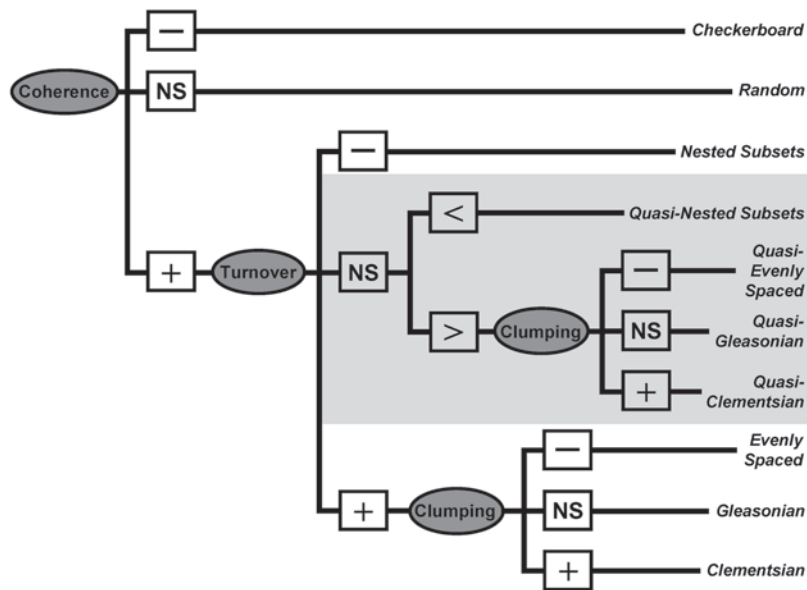 −
Checkerboard
Coherence
NS
Random
−
Nested Subsets
<
Quasi-Nested Subsets
+
Turnover
NS
−
Quasi-
Evenly
Spaced
>
Clumping
NS
Quasi-
Gleasonian
+
Quasi-
Clementsian
−
Evenly
Spaced
+
Clumping
NS
Gleasonian
+
Clementsian